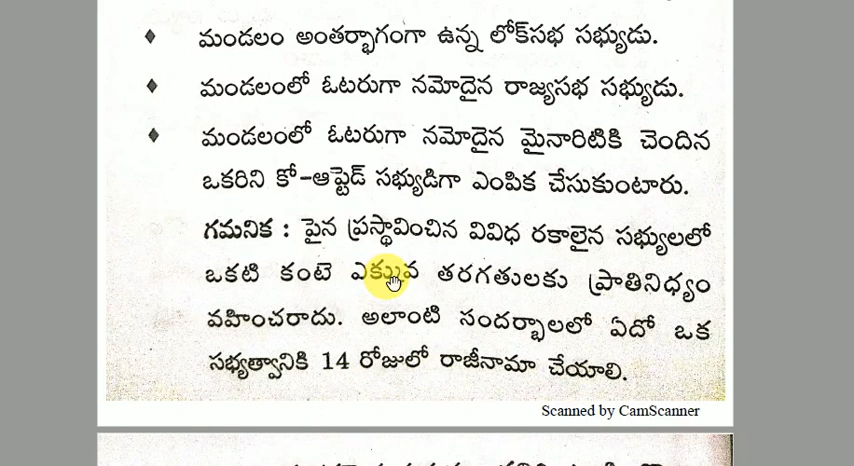 ♦ మండలం అంతర్భాగంగా ఉన్న లోక్‌సభ సభ్యుడు.
♦ మండలంలో ఓటరుగా నమోదైన రాజ్యసభ సభ్యుడు.
♦ మండలంలో ఓటరుగా నమోదైన మైనారిటికి చెందిన
ఒకరిని కో-ఆప్టెడ్ సభ్యుడిగా ఎంపిక చేసుకుంటారు.
గమనిక : పైన ప్రస్థావించిన వివిధ రకాలైన సభ్యులలో
ఒకటి కంటె ఎక్కువ తరగతులకు ప్రాతినిధ్యం
వహించరాదు. అలాంటి సందర్భాలలో ఏదో ఒక
సభ్యత్వానికి 14 రోజులో రాజీనామా చేయాలి.
Scanned by CamScanner